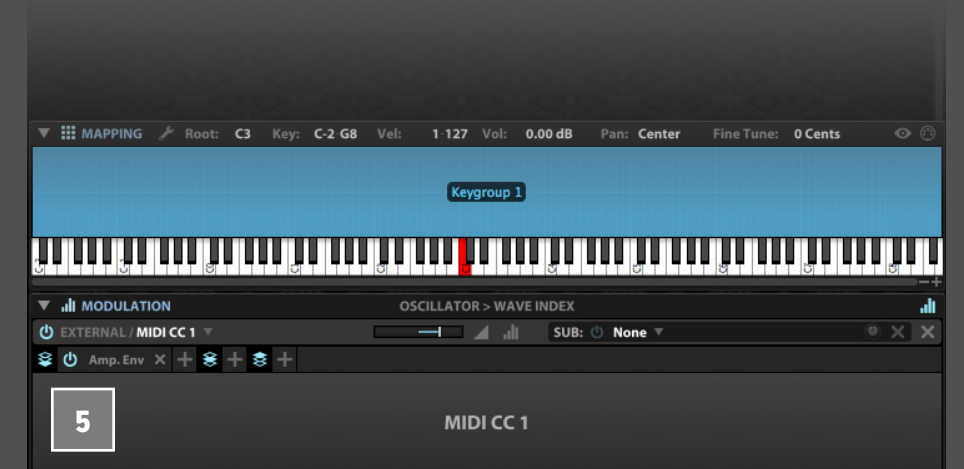 MAPPING Root: C3 Key: C-2-G8 Vel: 1-127 Vol: 0.00 dB Pan: Center Fine Tune: 0 Cents
Keygroup 1
MODULATION OSCILLATOR > WAVE INDEX
EXTERNAL / MIDI CC 1 SUB: None
Amp. Env
5 MIDI CC 1